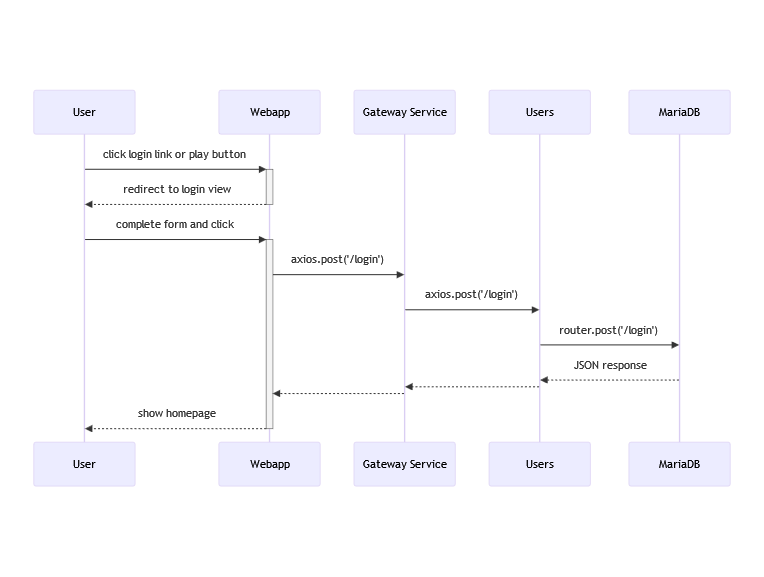 User
Webapp
Gateway Service
Users
MariaDB
click login link or play button
redirect to login view
complete form and click
axios.post('/login')
axios.post('/login')
router.post('/login')
JSON response
show homepage
User
Webapp
Gateway Service
Users
MariaDB